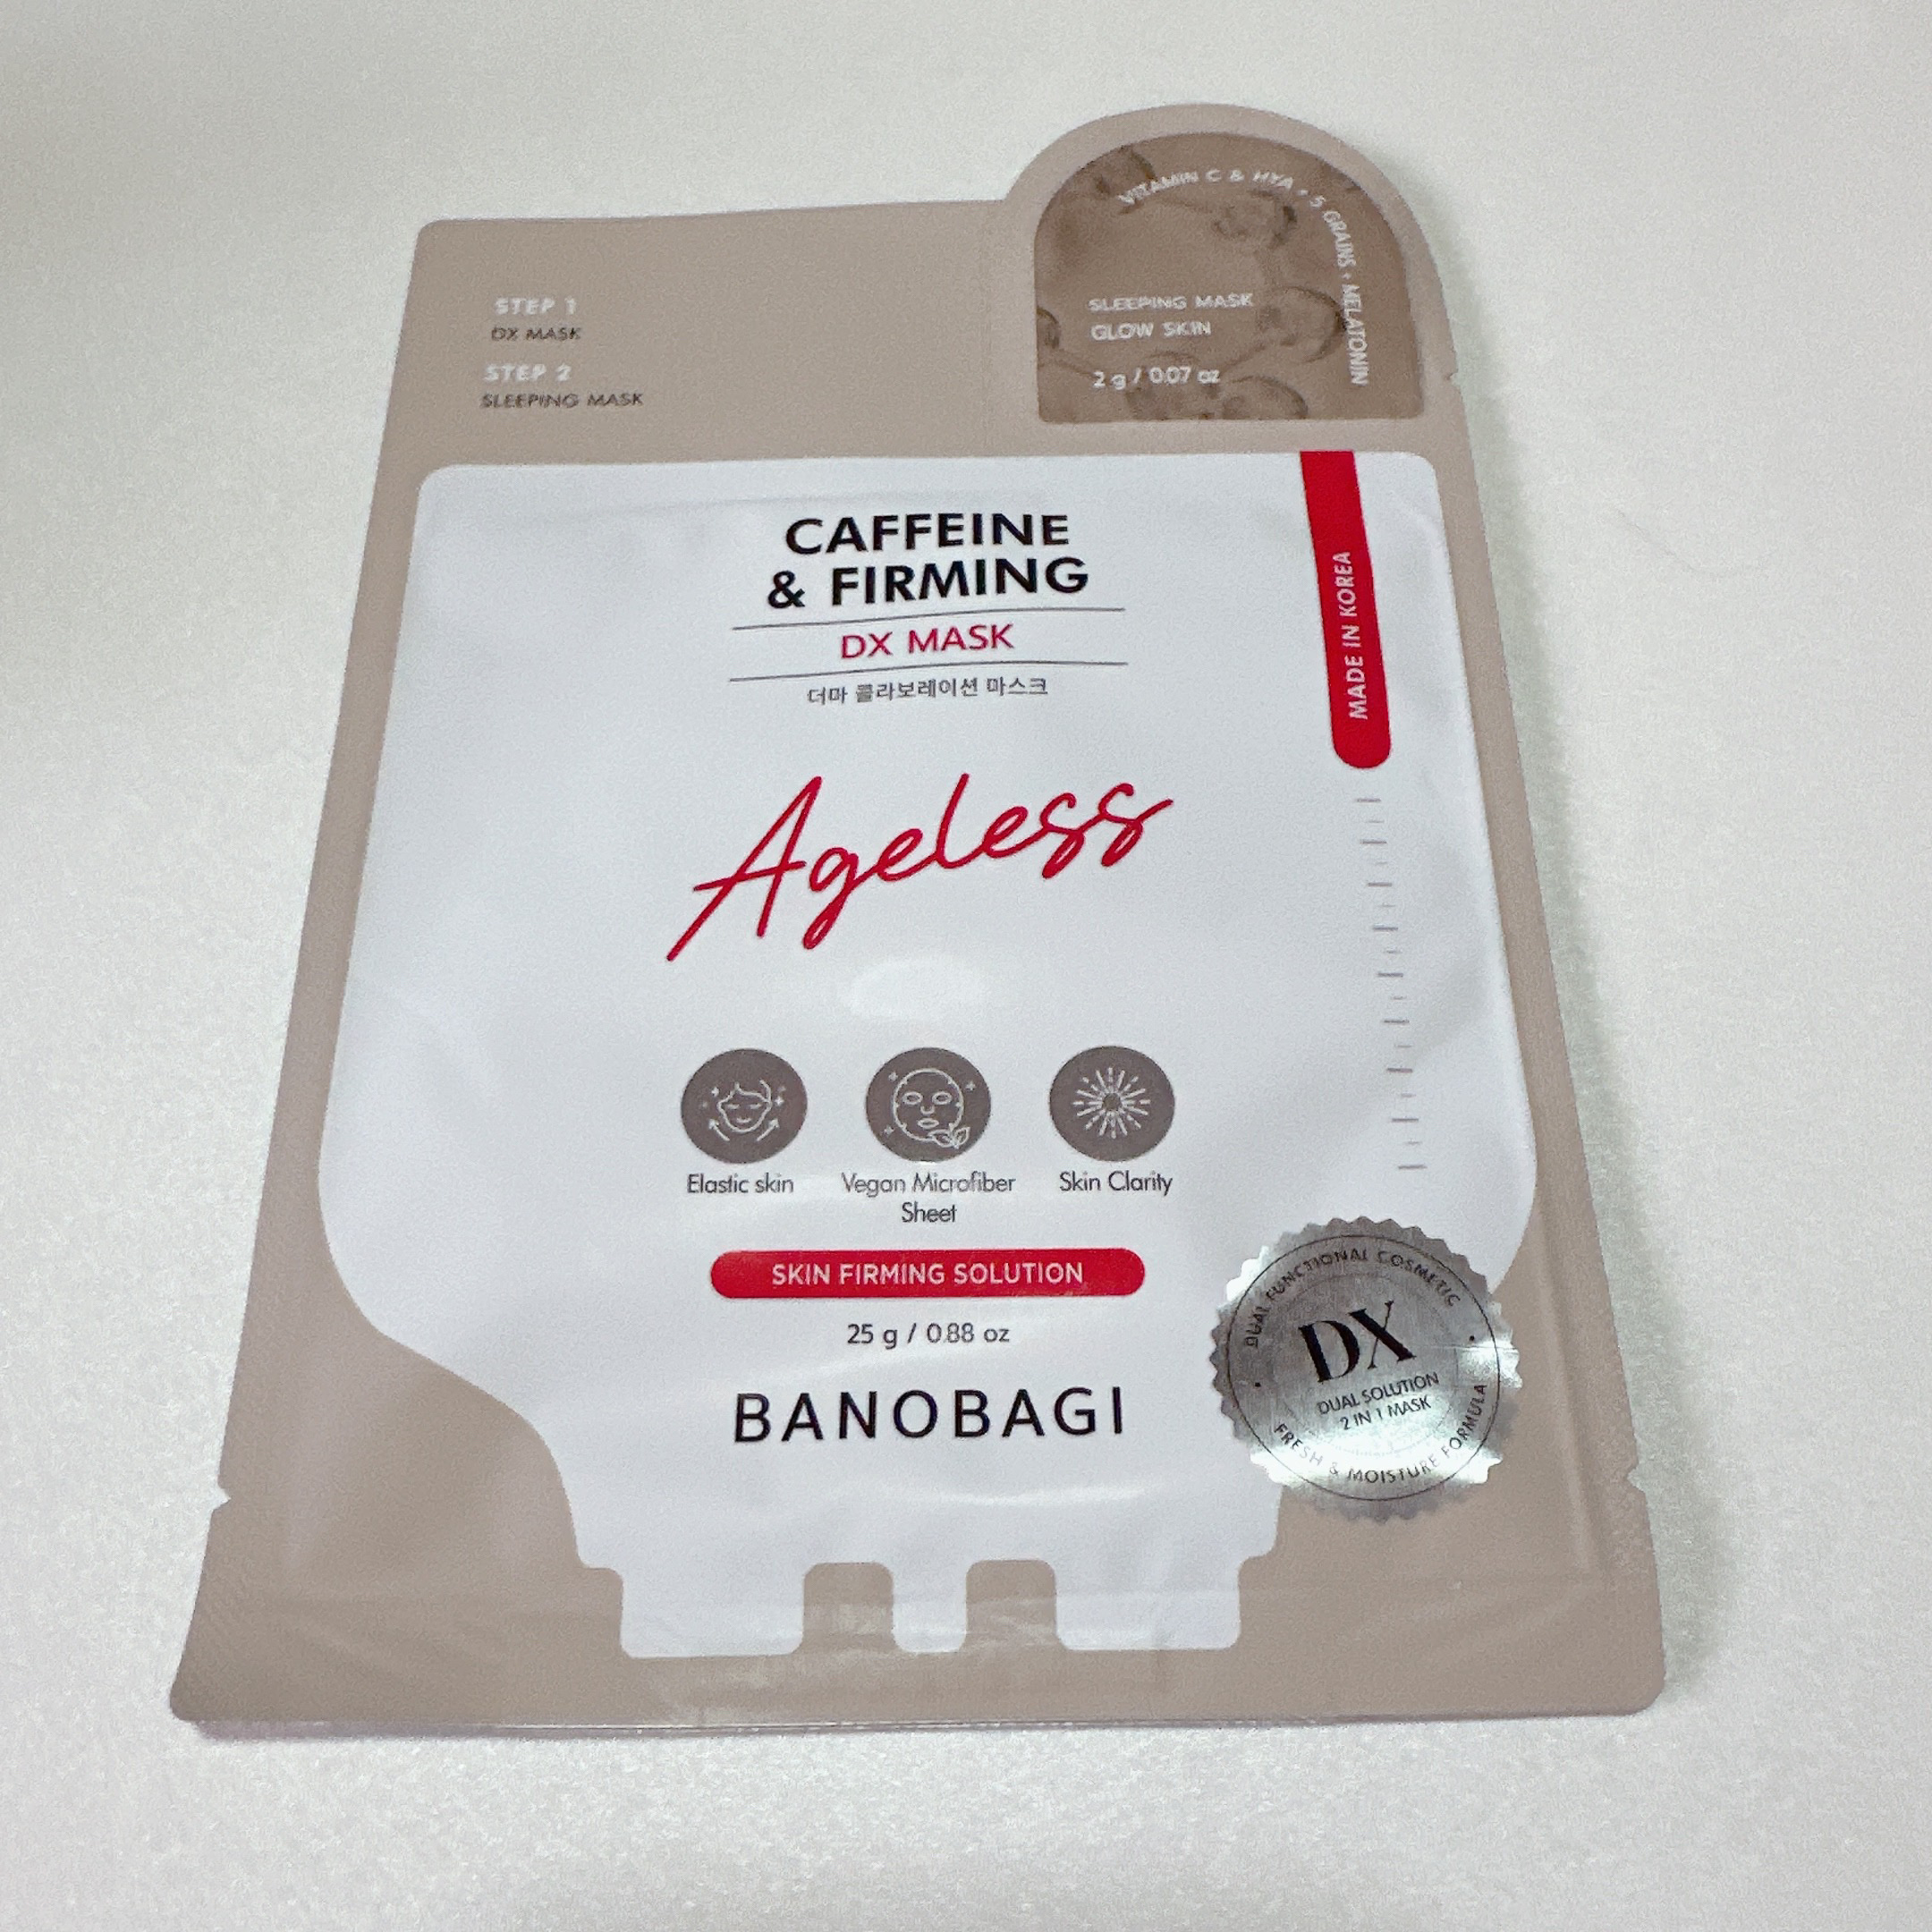 STEP 1
DX MASK
STEP 2
SLEEPING MASK
VITAMIN C & HYA + 5 GRAINS + MELATONIN
SLEEPING MASK
GLOW SKIN
2 g / 0.07 oz
CAFFEINE
& FIRMING
DX MASK
더마 콜라보레이션 마스크
MADE IN KOREA
Ageless
Elastic skin
Vegan Microfiber
Sheet
Skin Clarity
SKIN FIRMING SOLUTION
25 g / 0.88 oz
BANOBAGI
DUAL FUNCTIONAL COSMETIC
DX
DUAL SOLUTION
2 IN 1 MASK
FRESH & MOISTURE FORMULA